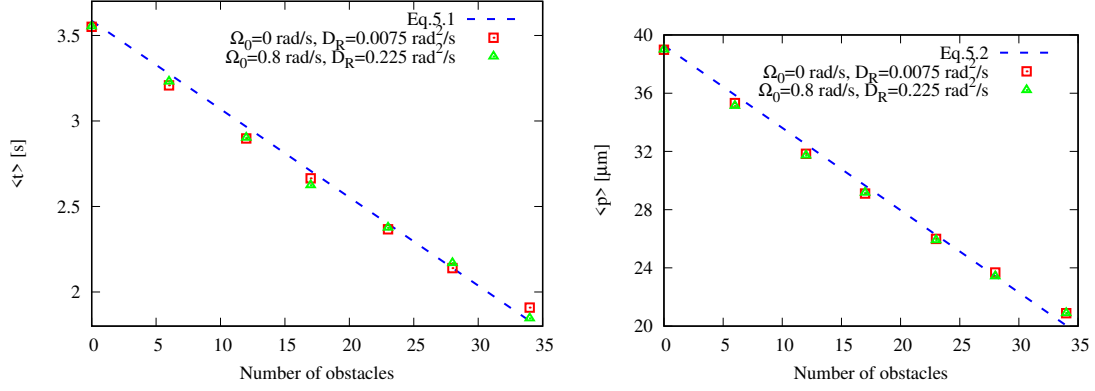 Eq.5.1
Ω0=0 rad/s, DR=0.0075 rad2/s
Ω0=0.8 rad/s, DR=0.225 rad2/s
3.5
3
2.5
2
<t> [s]
0 5 10 15 20 25 30 35
Number of obstacles
Eq.5.2
Ω0=0 rad/s, DR=0.0075 rad2/s
Ω0=0.8 rad/s, DR=0.225 rad2/s
40
36
32
28
24
20
<p> [μm]
0 5 10 15 20 25 30 35
Number of obstacles